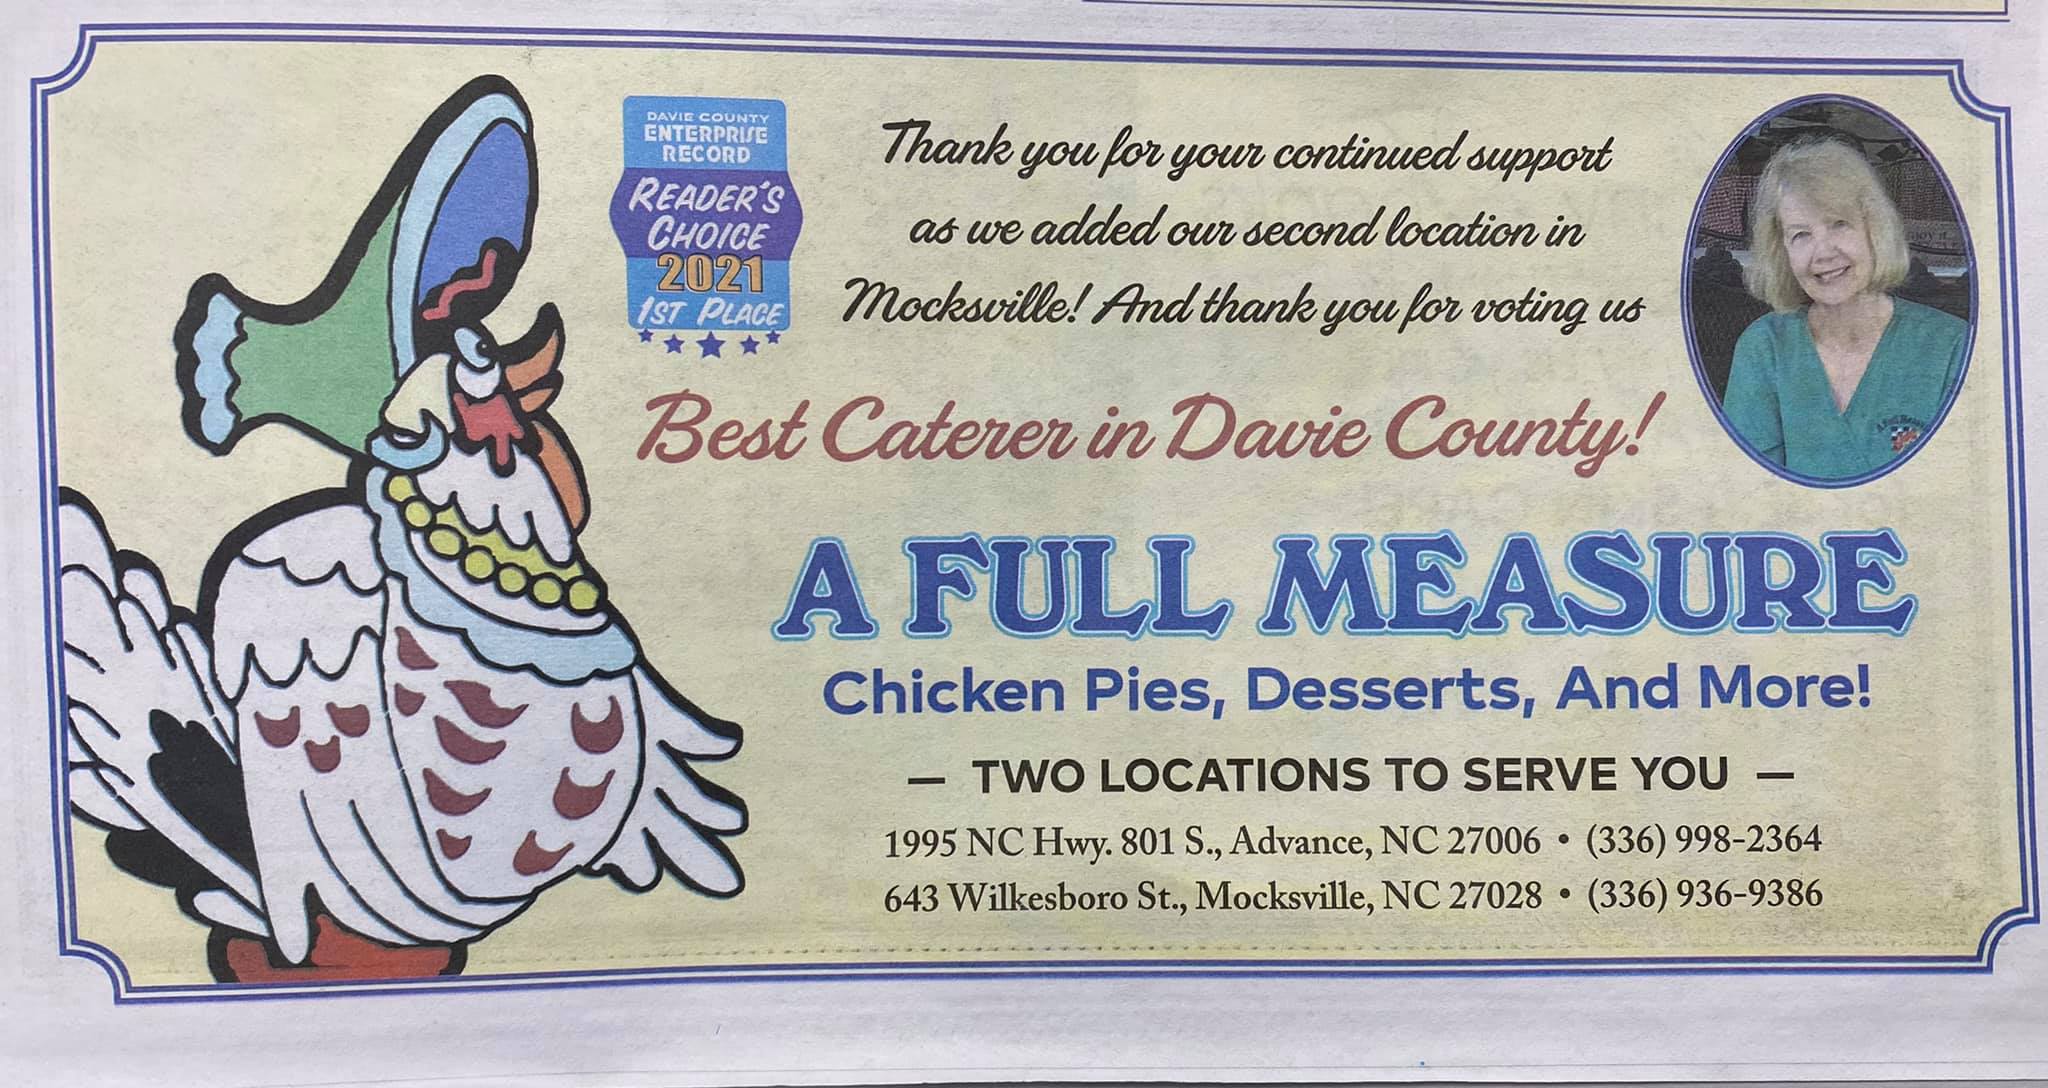 DAVIE COUNTY
ENTERPRISE
RECORD
READER'S
CHOICE
2021
1ST PLACE
Thank you for your continued support
as we added our second location in
Mocksville! And thank you for voting us
Best Caterer in Davie County!
A FULL MEASURE
Chicken Pies, Desserts, And More!
— TWO LOCATIONS TO SERVE YOU —
1995 NC Hwy. 801 S., Advance, NC 27006 • (336) 998-2364
643 Wilkesboro St., Mocksville, NC 27028 • (336) 936-9386